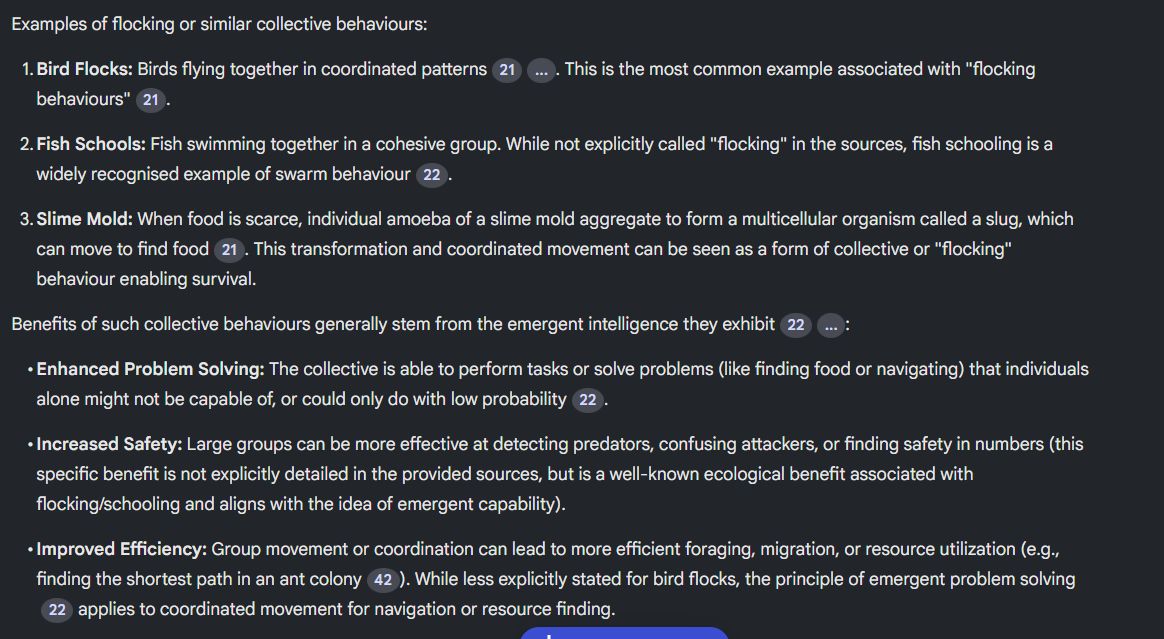 Examples of flocking or similar collective behaviours:
1. Bird Flocks: Birds flying together in coordinated patterns 21 ... . This is the most common example associated with "flocking
behaviours" 21 .
2. Fish Schools: Fish swimming together in a cohesive group. While not explicitly called "flocking" in the sources, fish schooling is a
widely recognised example of swarm behaviour 22 .
3. Slime Mold: When food is scarce, individual amoeba of a slime mold aggregate to form a multicellular organism called a slug, which
can move to find food 21 . This transformation and coordinated movement can be seen as a form of collective or "flocking"
behaviour enabling survival.
Benefits of such collective behaviours generally stem from the emergent intelligence they exhibit 22 ... :
• Enhanced Problem Solving: The collective is able to perform tasks or solve problems (like finding food or navigating) that individuals
alone might not be capable of, or could only do with low probability 22 .
• Increased Safety: Large groups can be more effective at detecting predators, confusing attackers, or finding safety in numbers (this
specific benefit is not explicitly detailed in the provided sources, but is a well-known ecological benefit associated with
flocking/schooling and aligns with the idea of emergent capability).
• Improved Efficiency: Group movement or coordination can lead to more efficient foraging, migration, or resource utilization (e.g.,
finding the shortest path in an ant colony 42 ). While less explicitly stated for bird flocks, the principle of emergent problem solving
22 applies to coordinated movement for navigation or resource finding.